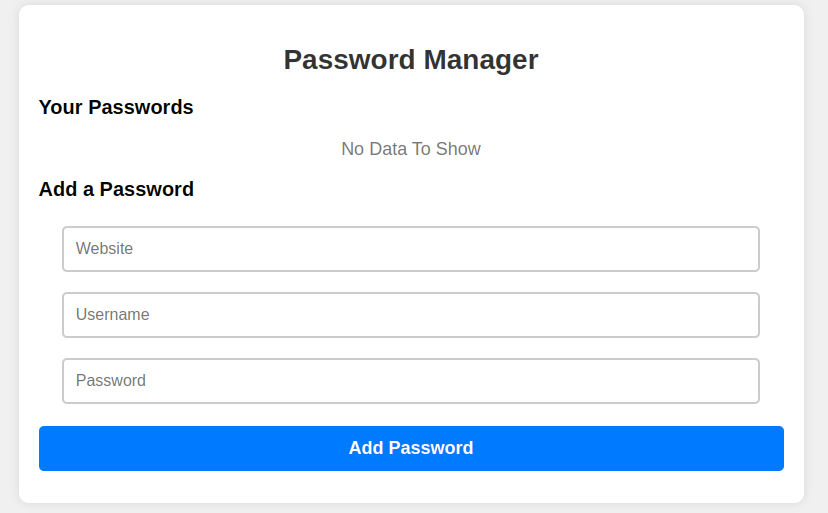 Password Manager
Your Passwords
No Data To Show
Add a Password
Website
Username
Password
Add Password